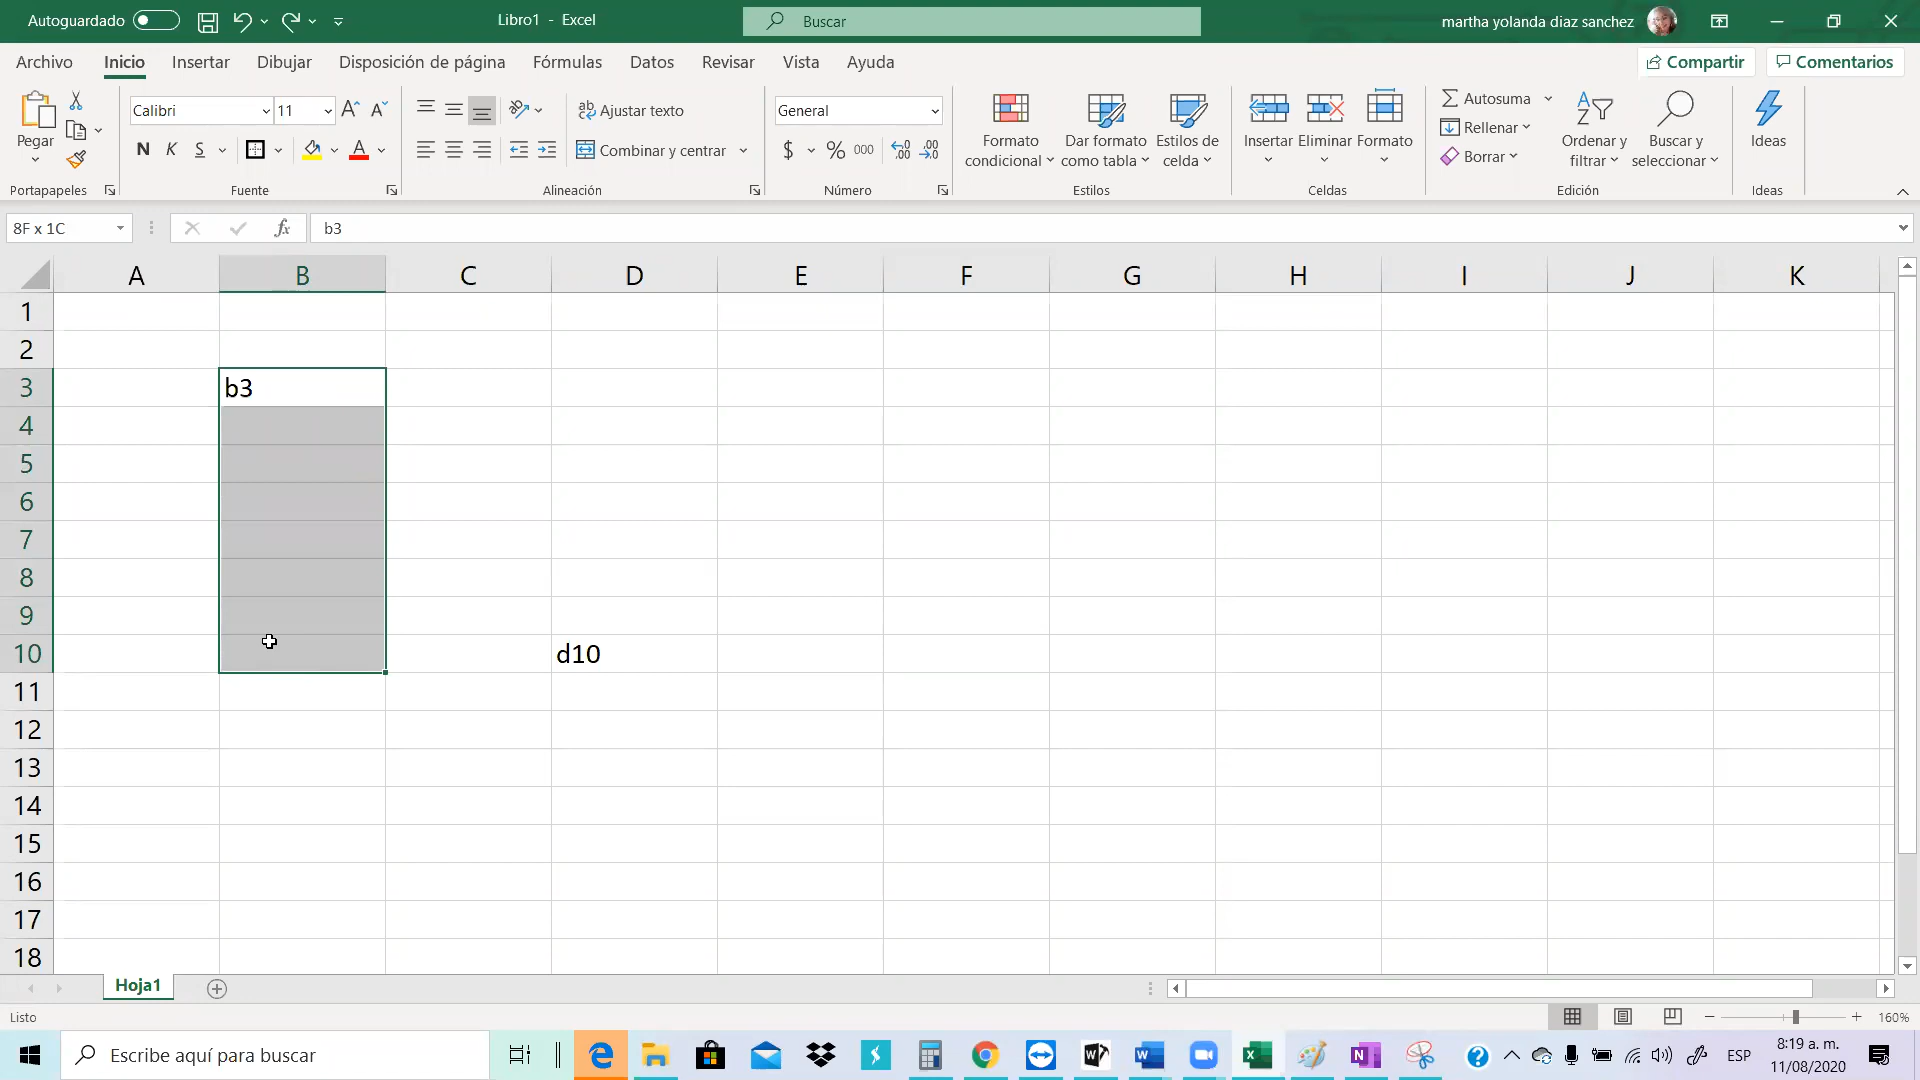 Autoguardado
Libro1 - Excel
Buscar
martha yolanda diaz sanchez
Archivo Inicio Insertar Dibujar Disposición de página Fórmulas Datos Revisar Vista Ayuda
Compartir Comentarios
Pegar
Portapapeles
Calibri 11
N K S
Fuente
Ajustar texto
Combinar y centrar
Alineación
General
$ % 000
Número
Formato condicional
Dar formato como tabla
Estilos de celda
Estilos
Insertar Eliminar Formato
Celdas
Autosuma
Rellenar
Borrar
Ordenar y filtrar
Buscar y seleccionar
Edición
Ideas
Ideas
8F x 1C
fx
b3
A B C D E F G H I J K
1
2
3 b3
4
5
6
7
8
9
10 d10
11
12
13
14
15
16
17
18
Hoja1
Listo
160%
Escribe aquí para buscar
ESP
8:19 a. m.
11/08/2020